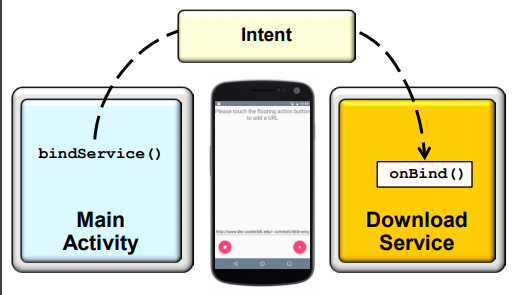 Intent
bindService()
Main
Activity
Please touch the floating action button
to add a URL
onBind()
Download
Service